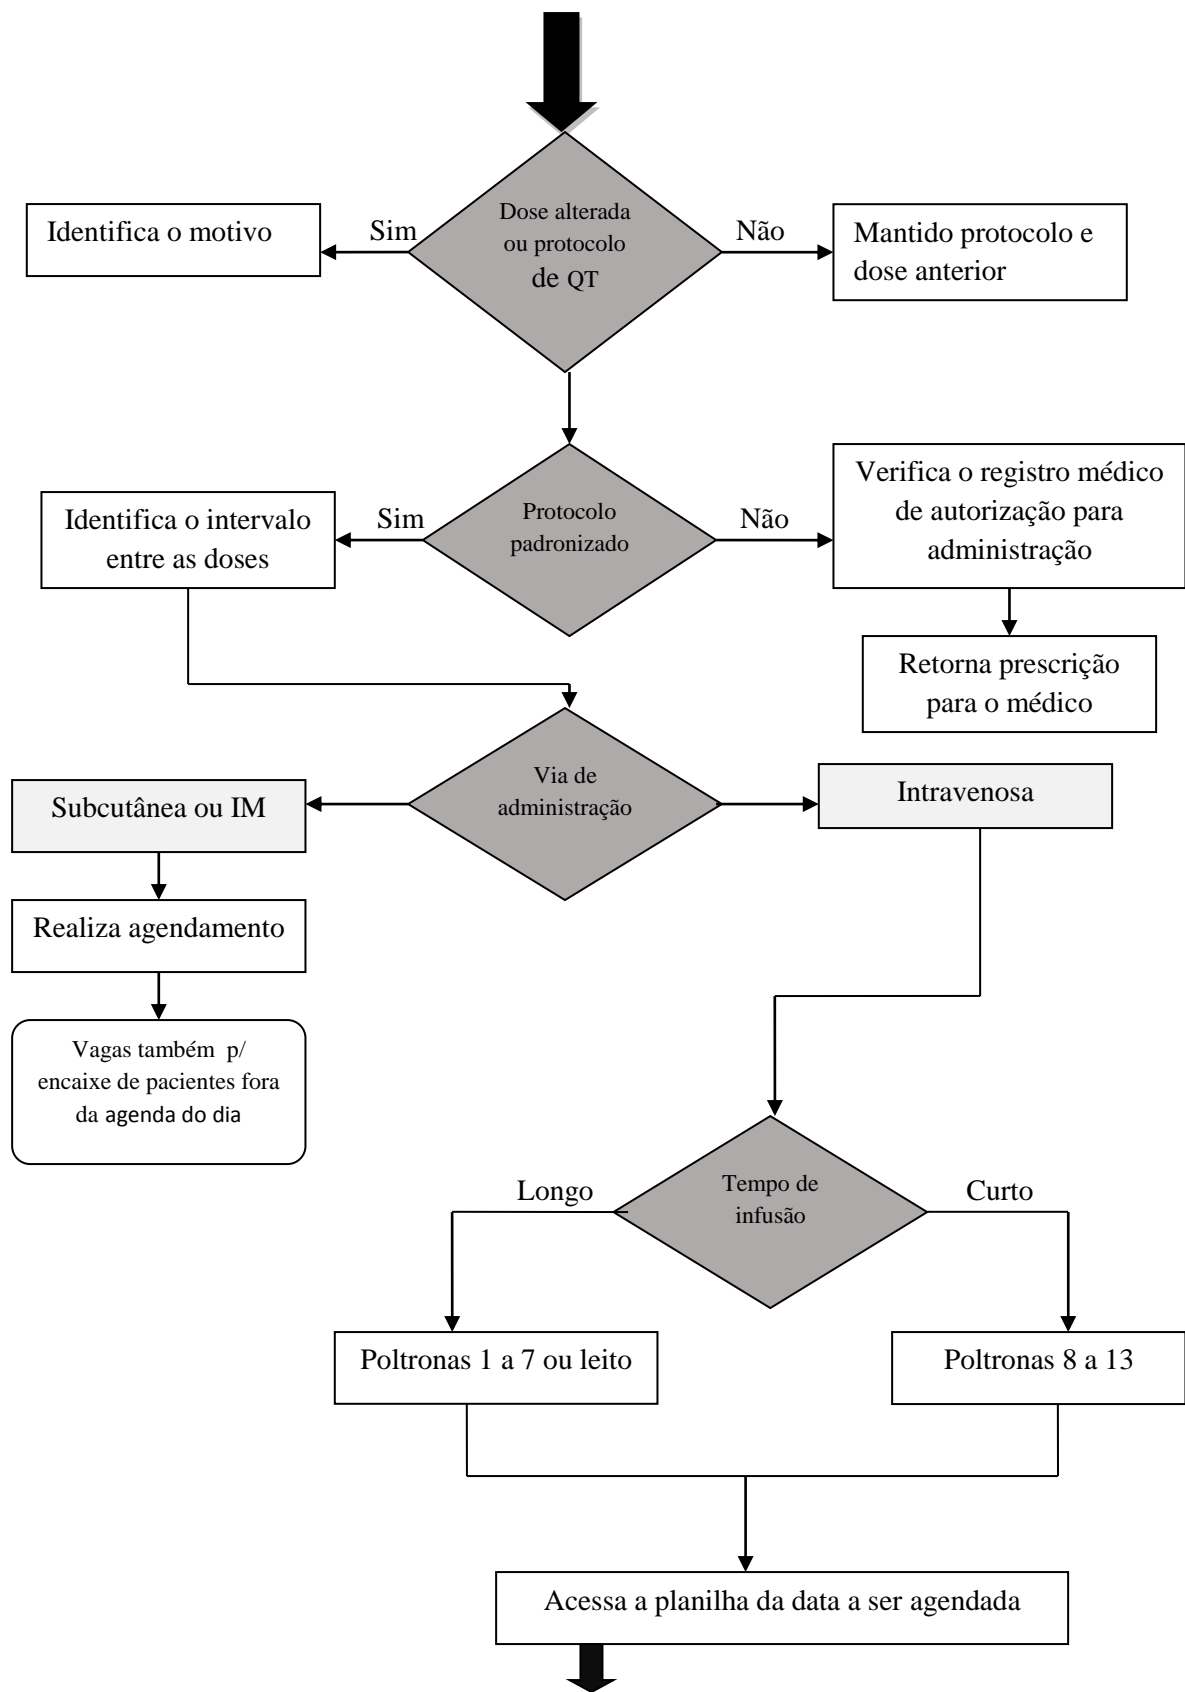 Dose alterada
ou protocolo
de QT
Sim
Não
Identifica o motivo
Mantido protocolo e
dose anterior
Protocolo
padronizado
Sim
Não
Identifica o intervalo
entre as doses
Verifica o registro médico
de autorização para
administração
Retorna prescrição
para o médico
Via de
administração
Subcutânea ou IM
Intravenosa
Realiza agendamento
Vagas também p/
encaixe de pacientes fora
da agenda do dia
Tempo de
infusão
Longo
Curto
Poltronas 1 a 7 ou leito
Poltronas 8 a 13
Acessa a planilha da data a ser agendada